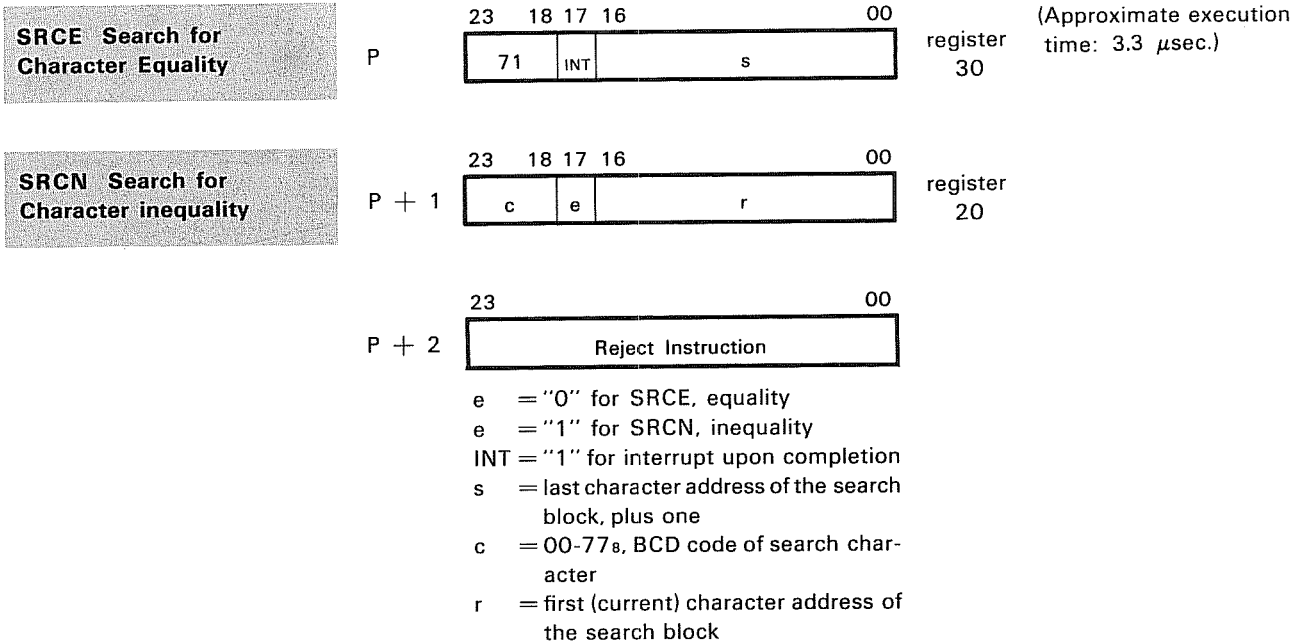 SRCE Search for
Character Equality
P
23 18 17 16 00
71 INT s
register
30
(Approximate execution
time: 3.3 μsec.)
SRCN Search for
Character inequality
P + 1
23 18 17 16 00
c e r
register
20
23 00
P + 2 Reject Instruction
e = "0" for SRCE, equality
e = "1" for SRCN, inequality
INT = "1" for interrupt upon completion
s = last character address of the search
block, plus one
c = 00-77₈, BCD code of search char-
acter
r = first (current) character address of
the search block